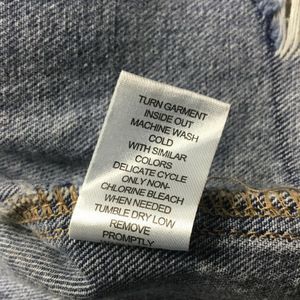 TURN GARMENT
INSIDE OUT
MACHINE WASH
COLD
WITH SIMILAR
COLORS
DELICATE CYCLE
ONLY NON-
CHLORINE BLEACH
WHEN NEEDED
TUMBLE DRY LOW
REMOVE
PROMPTLY